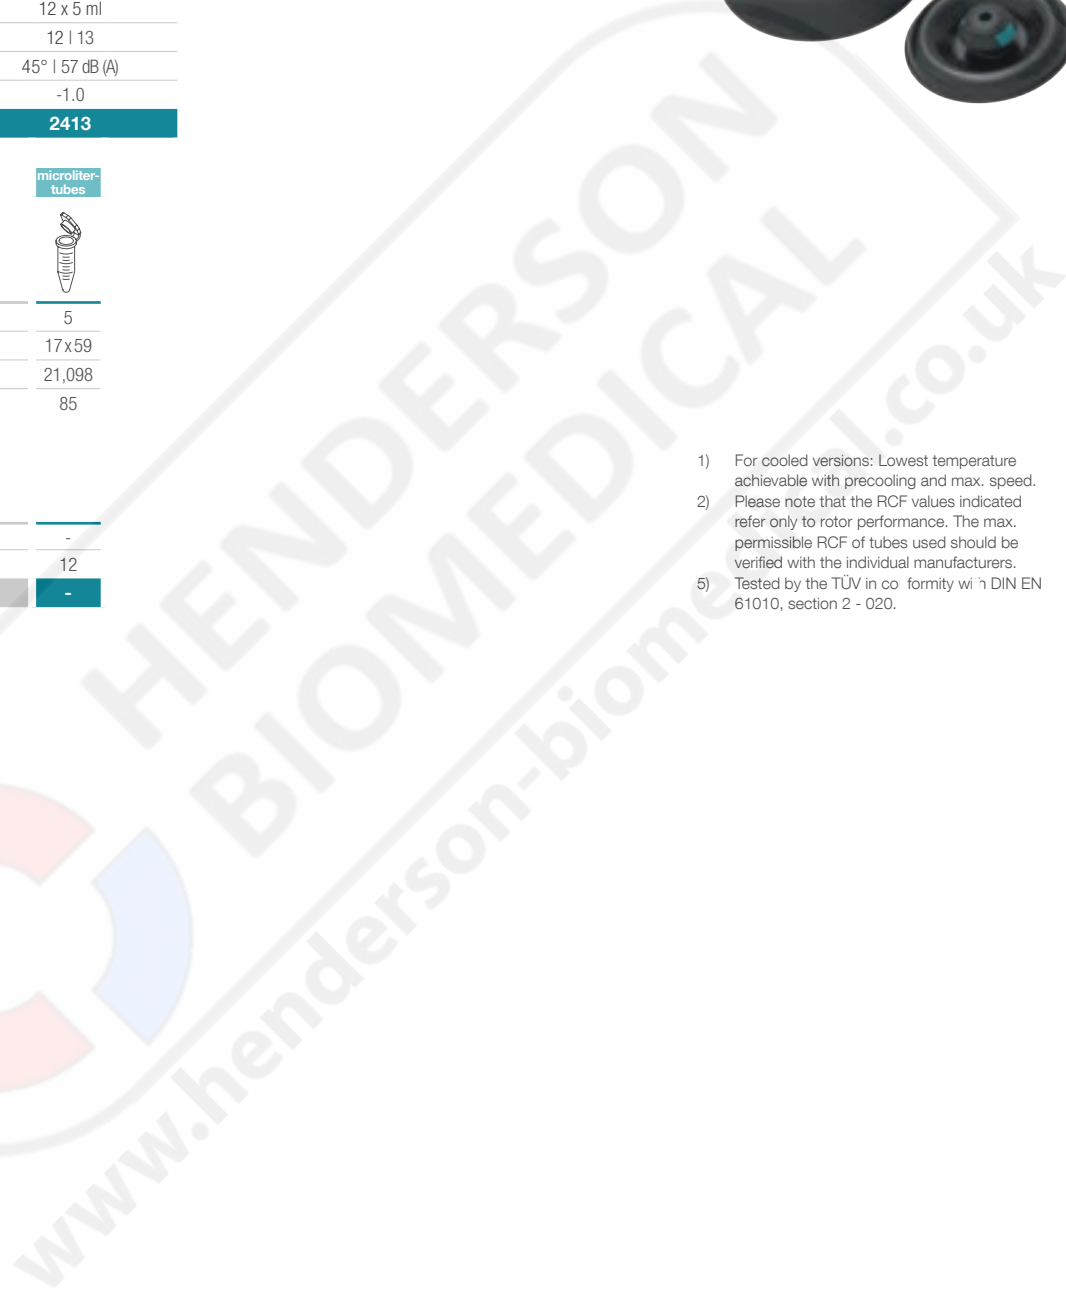 12 x 5 ml
12 | 13
45° | 57 dB (A)
-1.0
2413
microliter-
tubes
5
17 x 59
21,098
85
-
12
-
1) For cooled versions: Lowest temperature
achievable with precooling and max. speed.
2) Please note that the RCF values indicated
refer only to rotor performance. The max.
permissible RCF of tubes used should be
verified with the individual manufacturers.
5) Tested by the TÜV in co formity wi h DIN EN
61010, section 2 - 020.
HENDERSON
BIOMEDICAL
www.henderson-biomedical.co.uk